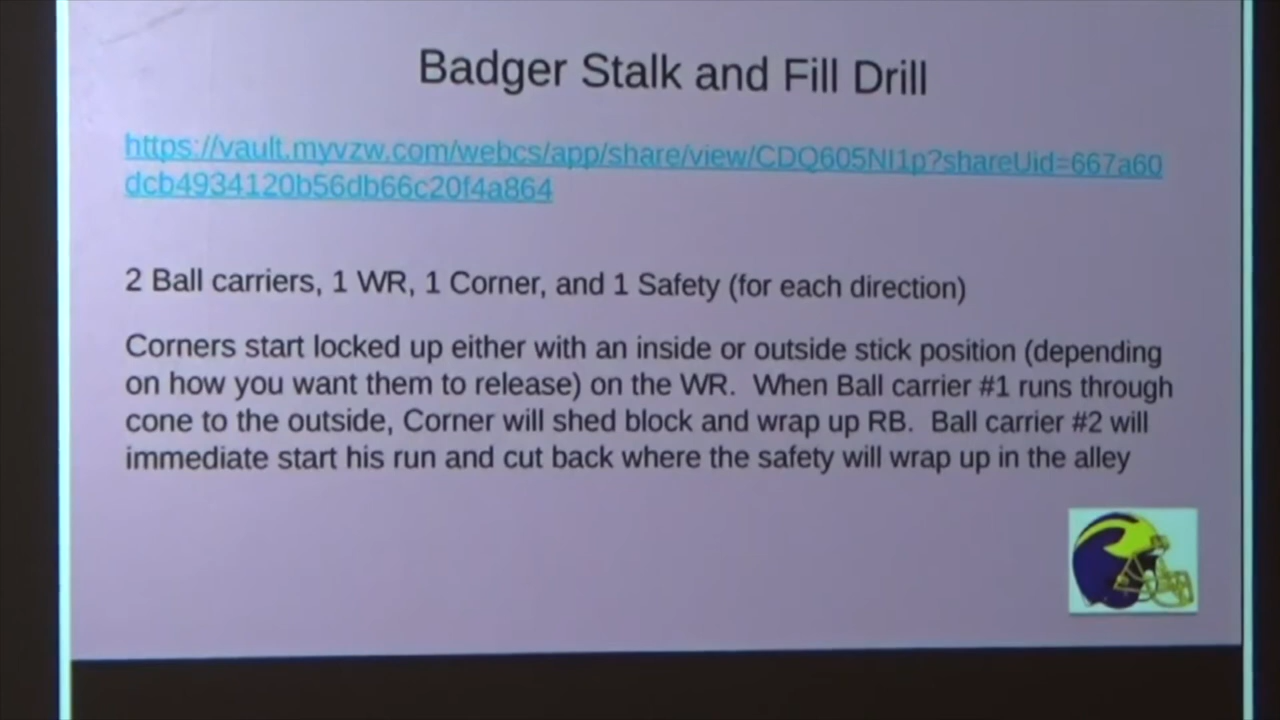 Badger Stalk and Fill Drill
https://vault.myvzw.com/webcs/app/share/view/CDQ605NI1p?shareUid=667a60
dcb4934120b56db66c20f4a864
2 Ball carriers, 1 WR, 1 Corner, and 1 Safety (for each direction)
Corners start locked up either with an inside or outside stick position (depending
on how you want them to release) on the WR.  When Ball carrier #1 runs through
cone to the outside, Corner will shed block and wrap up RB.  Ball carrier #2 will
immediate start his run and cut back where the safety will wrap up in the alley